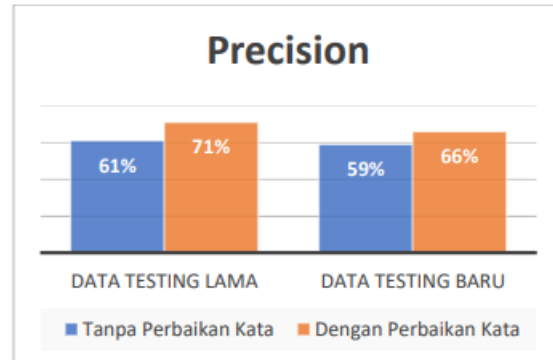 Precision
61%
71%
59%
66%
DATA TESTING LAMA
DATA TESTING BARU
Tanpa Perbaikan Kata
Dengan Perbaikan Kata